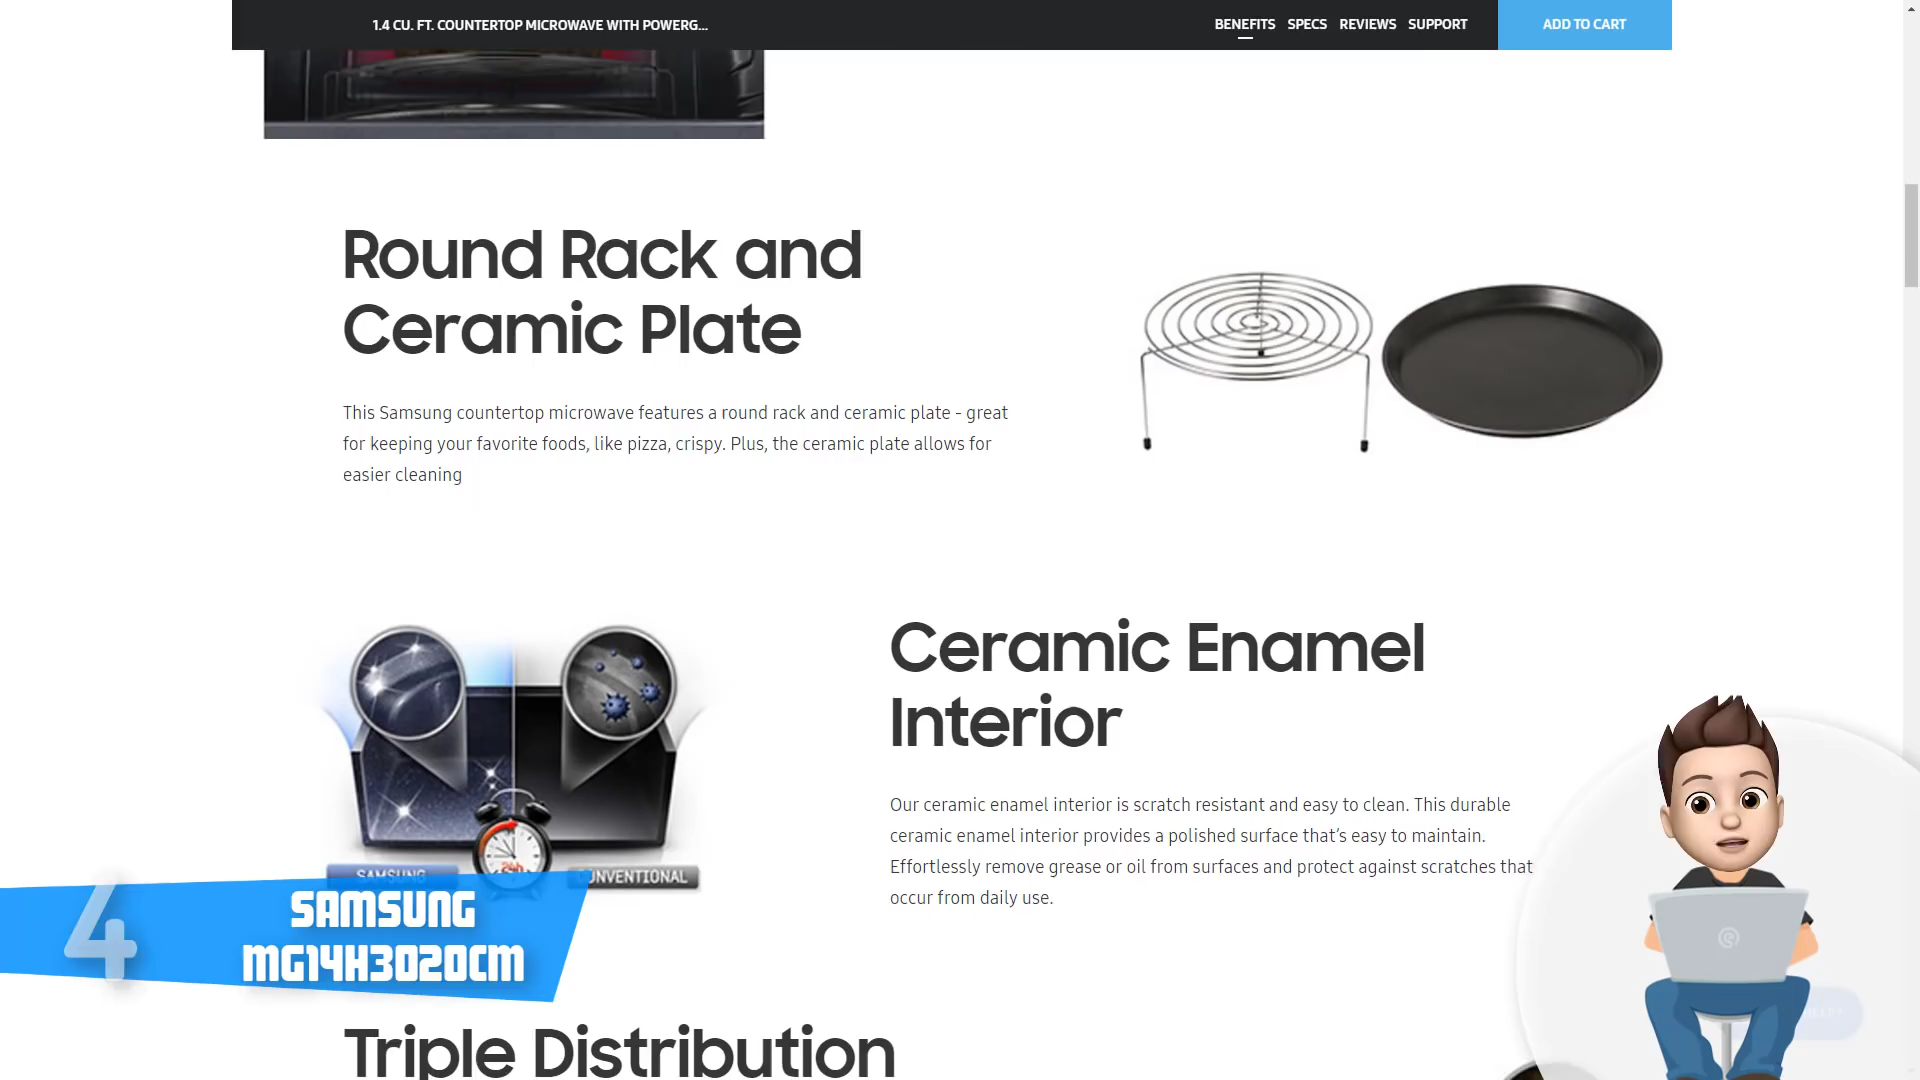 1.4 CU. FT. COUNTERTOP MICROWAVE WITH POWERG...
BENEFITS SPECS REVIEWS SUPPORT
ADD TO CART
Round Rack and
Ceramic Plate
This Samsung countertop microwave features a round rack and ceramic plate - great
for keeping your favorite foods, like pizza, crispy. Plus, the ceramic plate allows for
easier cleaning
Ceramic Enamel
Interior
Our ceramic enamel interior is scratch resistant and easy to clean. This durable
ceramic enamel interior provides a polished surface that’s easy to maintain.
Effortlessly remove grease or oil from surfaces and protect against scratches that
occur from daily use.
SAMSUNG
CONVENTIONAL
4
SAMSUNG
MG14H3020CM
Triple Distribution